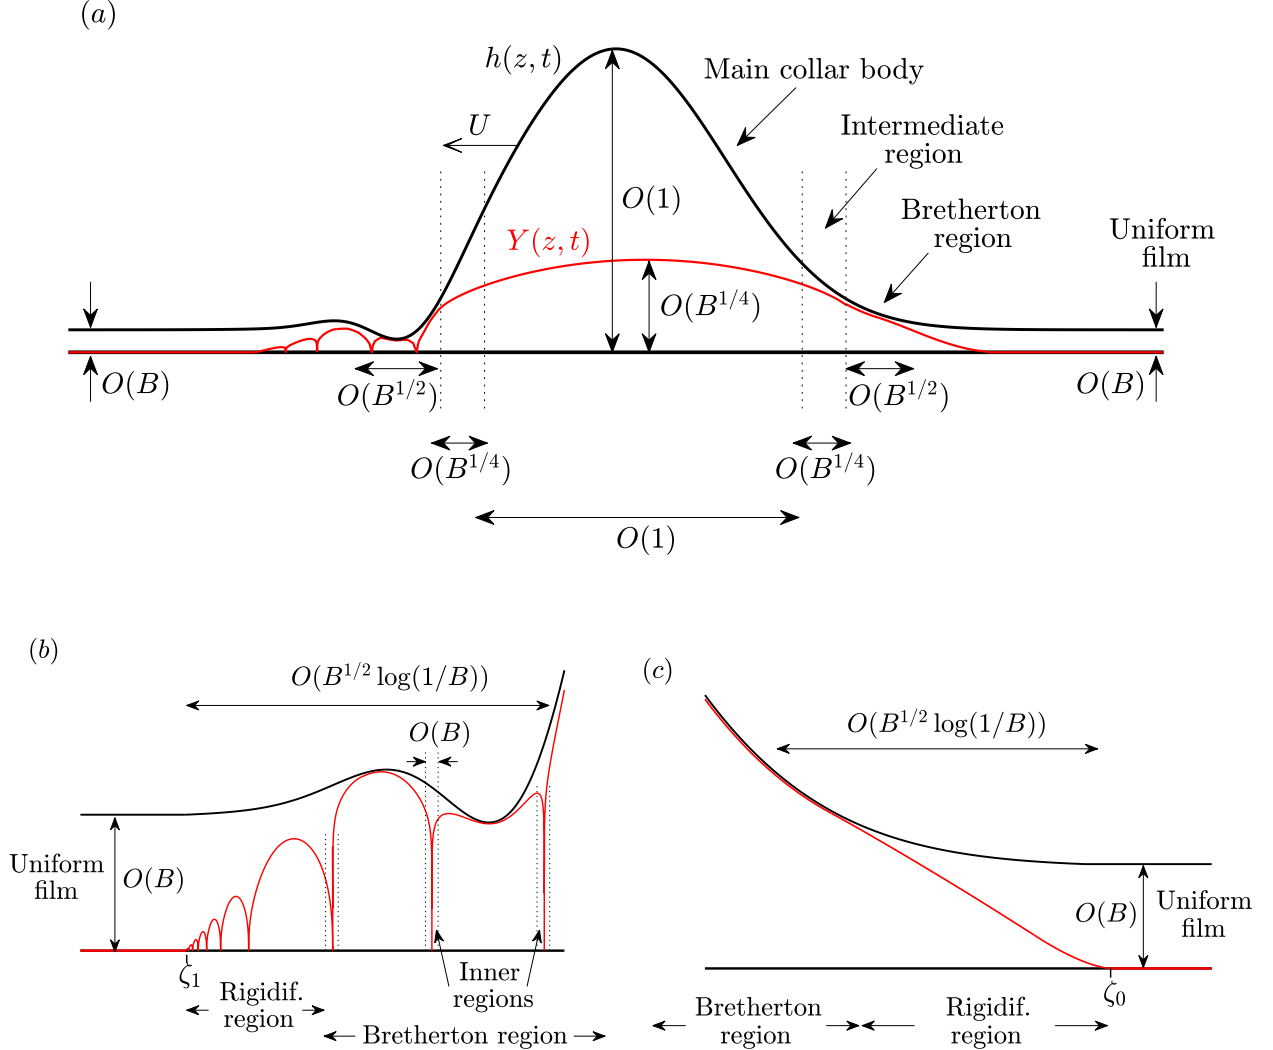 (a)
h(z, t)
Main collar body
U
Intermediate
region
O(1)
Bretherton
region
Uniform
film
Y(z, t)
O(B^{1/4})
O(B)
O(B^{1/2})
O(B^{1/2})
O(B)
O(B^{1/4})
O(B^{1/4})
O(1)
(b)
O(B^{1/2} log(1/B))
O(B)
Uniform
film
O(B)
ζ_1
Rigidif.
region
Inner
regions
Bretherton region
(c)
O(B^{1/2} log(1/B))
O(B)
Uniform
film
ζ_0
Bretherton
region
Rigidif.
region